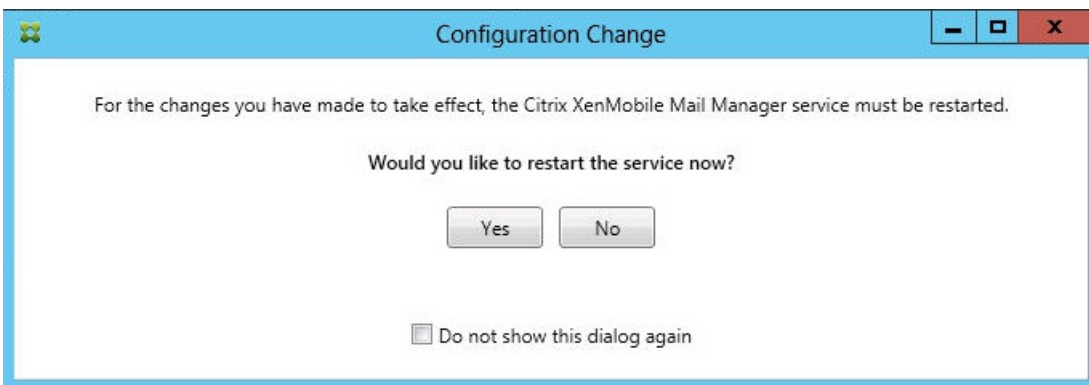 Configuration Change
For the changes you have made to take effect, the Citrix XenMobile Mail Manager service must be restarted.
Would you like to restart the service now?
Yes No
Do not show this dialog again